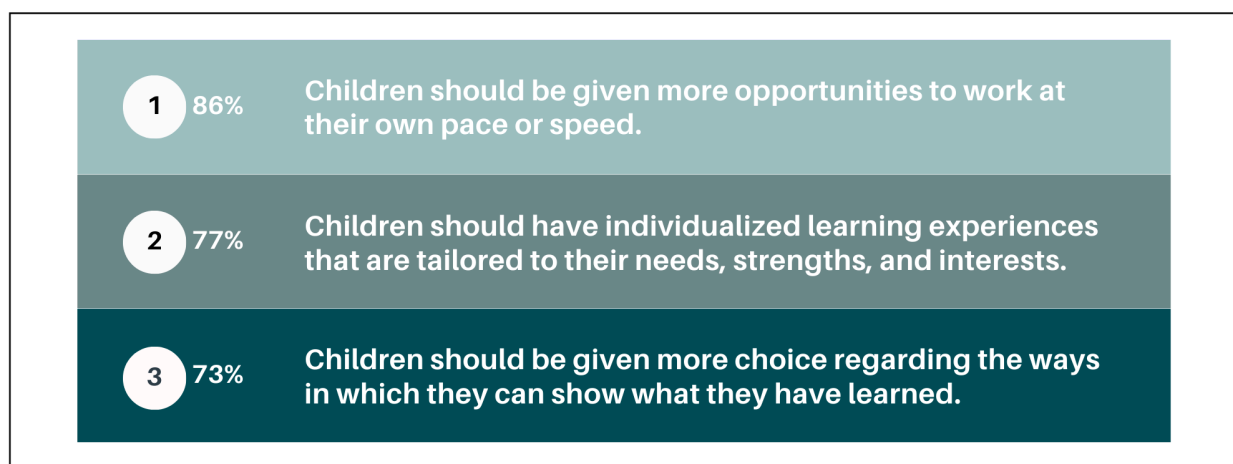 1 86% Children should be given more opportunities to work at
their own pace or speed.
2 77% Children should have individualized learning experiences
that are tailored to their needs, strengths, and interests.
3 73% Children should be given more choice regarding the ways
in which they can show what they have learned.